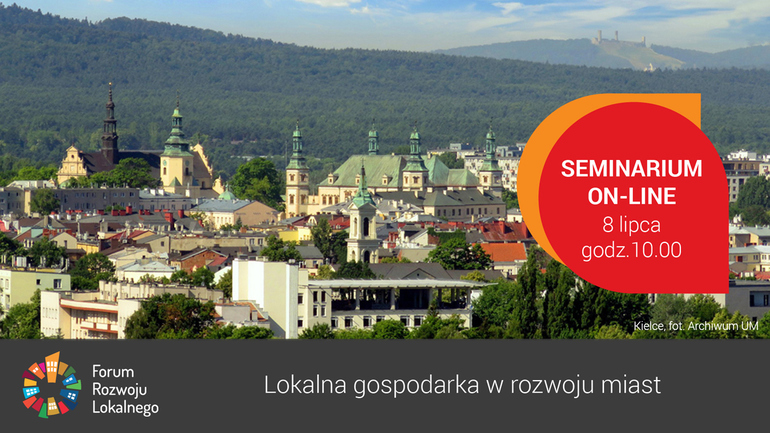 SEMINARIUM
ON-LINE
8 lipca
godz.10.00
Kielce, fot. Archiwum UM
Forum
Rozwoju
Lokalnego
Lokalna gospodarka w rozwoju miast